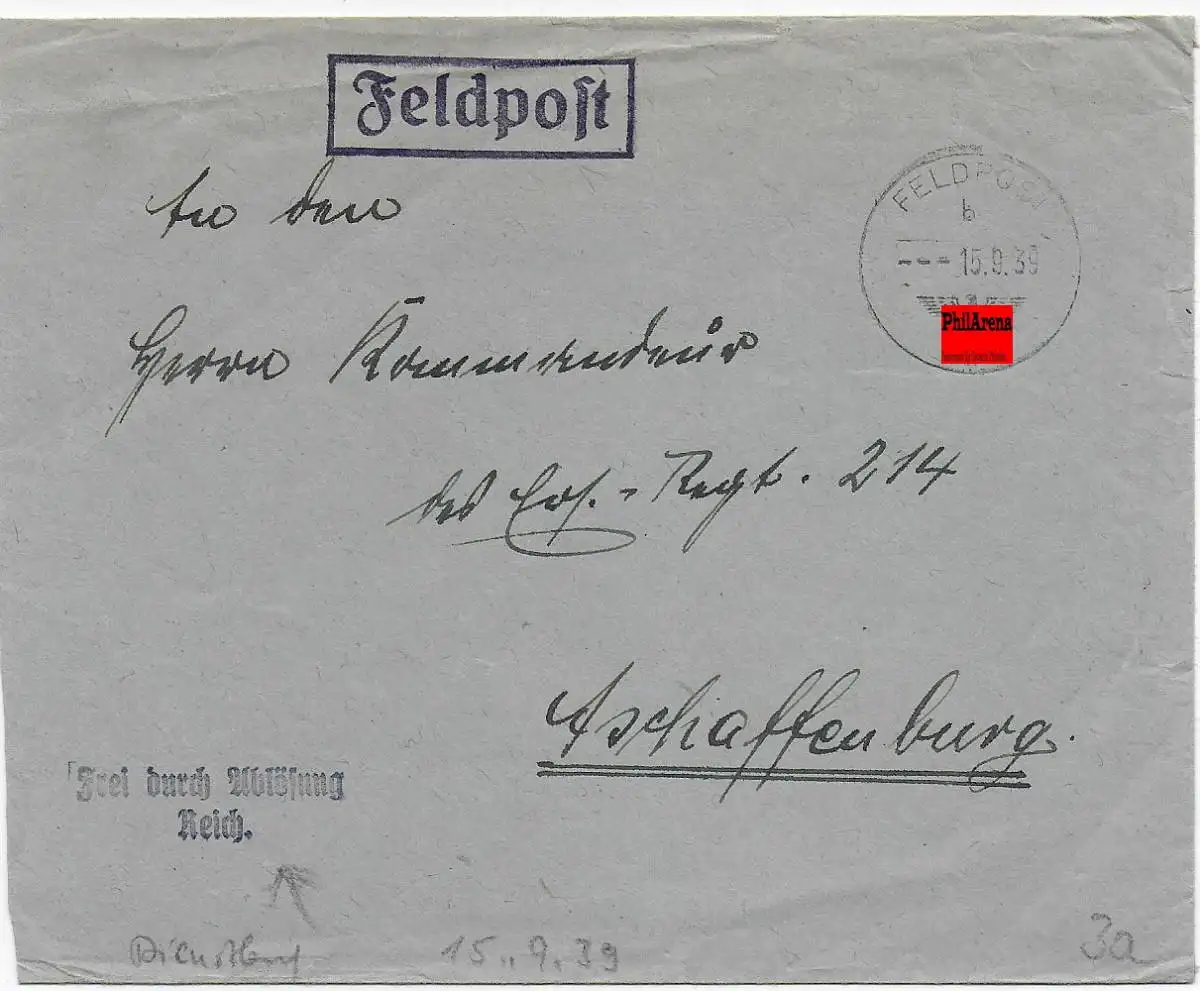 Feldpost
An den
FELDPOST
b
--- 15.9.39
PhilArena
Herrn Kommandeur
des Ers.-Regt. 214
Aschaffenburg.
Frei durch Ablösung
Reich.
15.9.39
3a